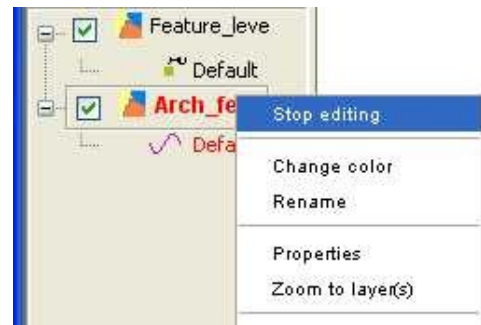 Feature_leve
Default
Arch_fe
Stop editing
Defa
Change color
Rename
Properties
Zoom to layer(s)